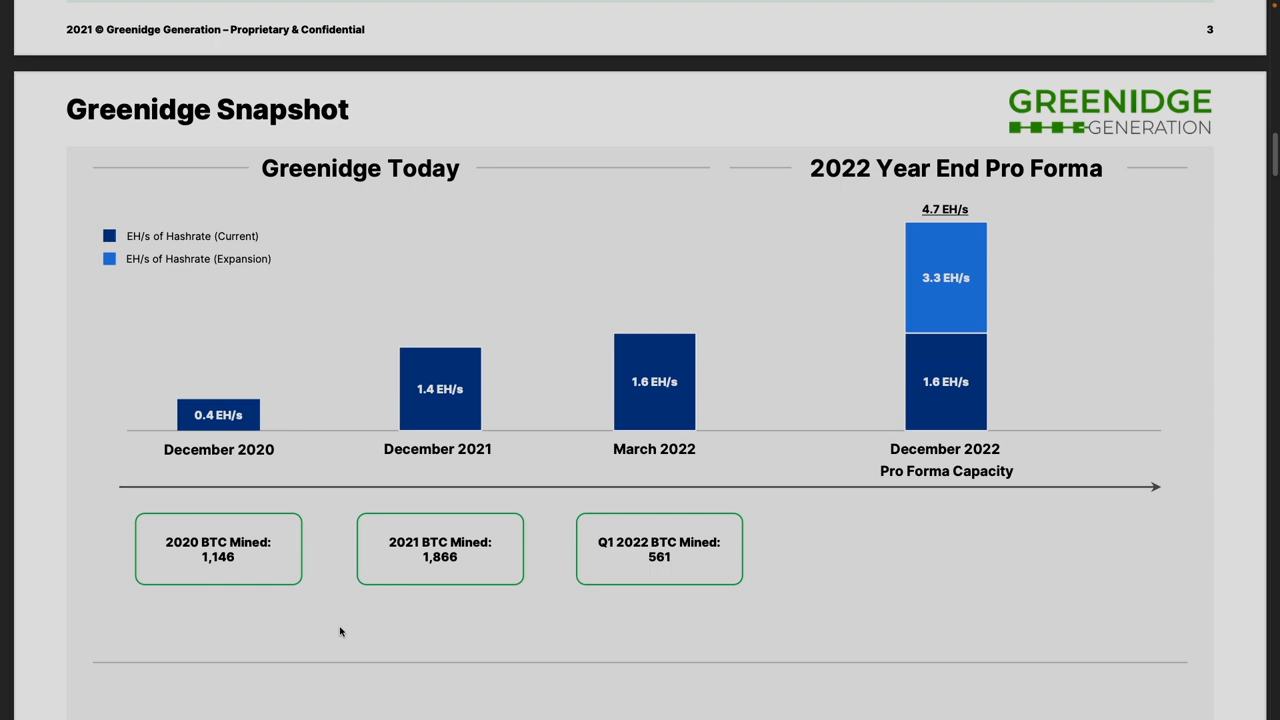 2021 © Greenidge Generation – Proprietary & Confidential
3
Greenidge Snapshot
GREENIDGE
GENERATION
Greenidge Today
2022 Year End Pro Forma
4.7 EH/s
EH/s of Hashrate (Current)
EH/s of Hashrate (Expansion)
3.3 EH/s
0.4 EH/s
1.4 EH/s
1.6 EH/s
1.6 EH/s
December 2020
December 2021
March 2022
December 2022
Pro Forma Capacity
2020 BTC Mined:
1,146
2021 BTC Mined:
1,866
Q1 2022 BTC Mined:
561